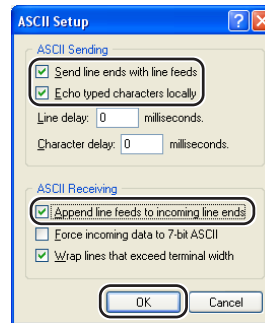 ASCII Setup
ASCII Sending
Send line ends with line feeds
Echo typed characters locally
Line delay: 0 milliseconds.
Character delay: 0 milliseconds.
ASCII Receiving
Append line feeds to incoming line ends
Force incoming data to 7-bit ASCII
Wrap lines that exceed terminal width
OK Cancel